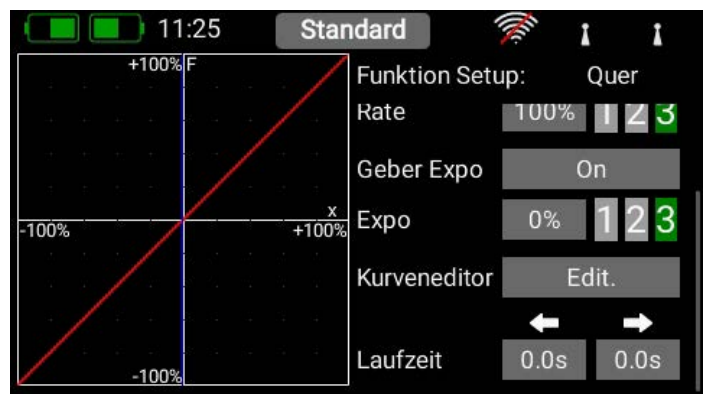 11:25 Standard
+100% F
Funktion Setup: Quer
Rate 100% 1 2 3
Geber Expo On
x
-100% +100%
Expo 0% 1 2 3
Kurveneditor Edit.
Laufzeit 0.0s 0.0s
-100%